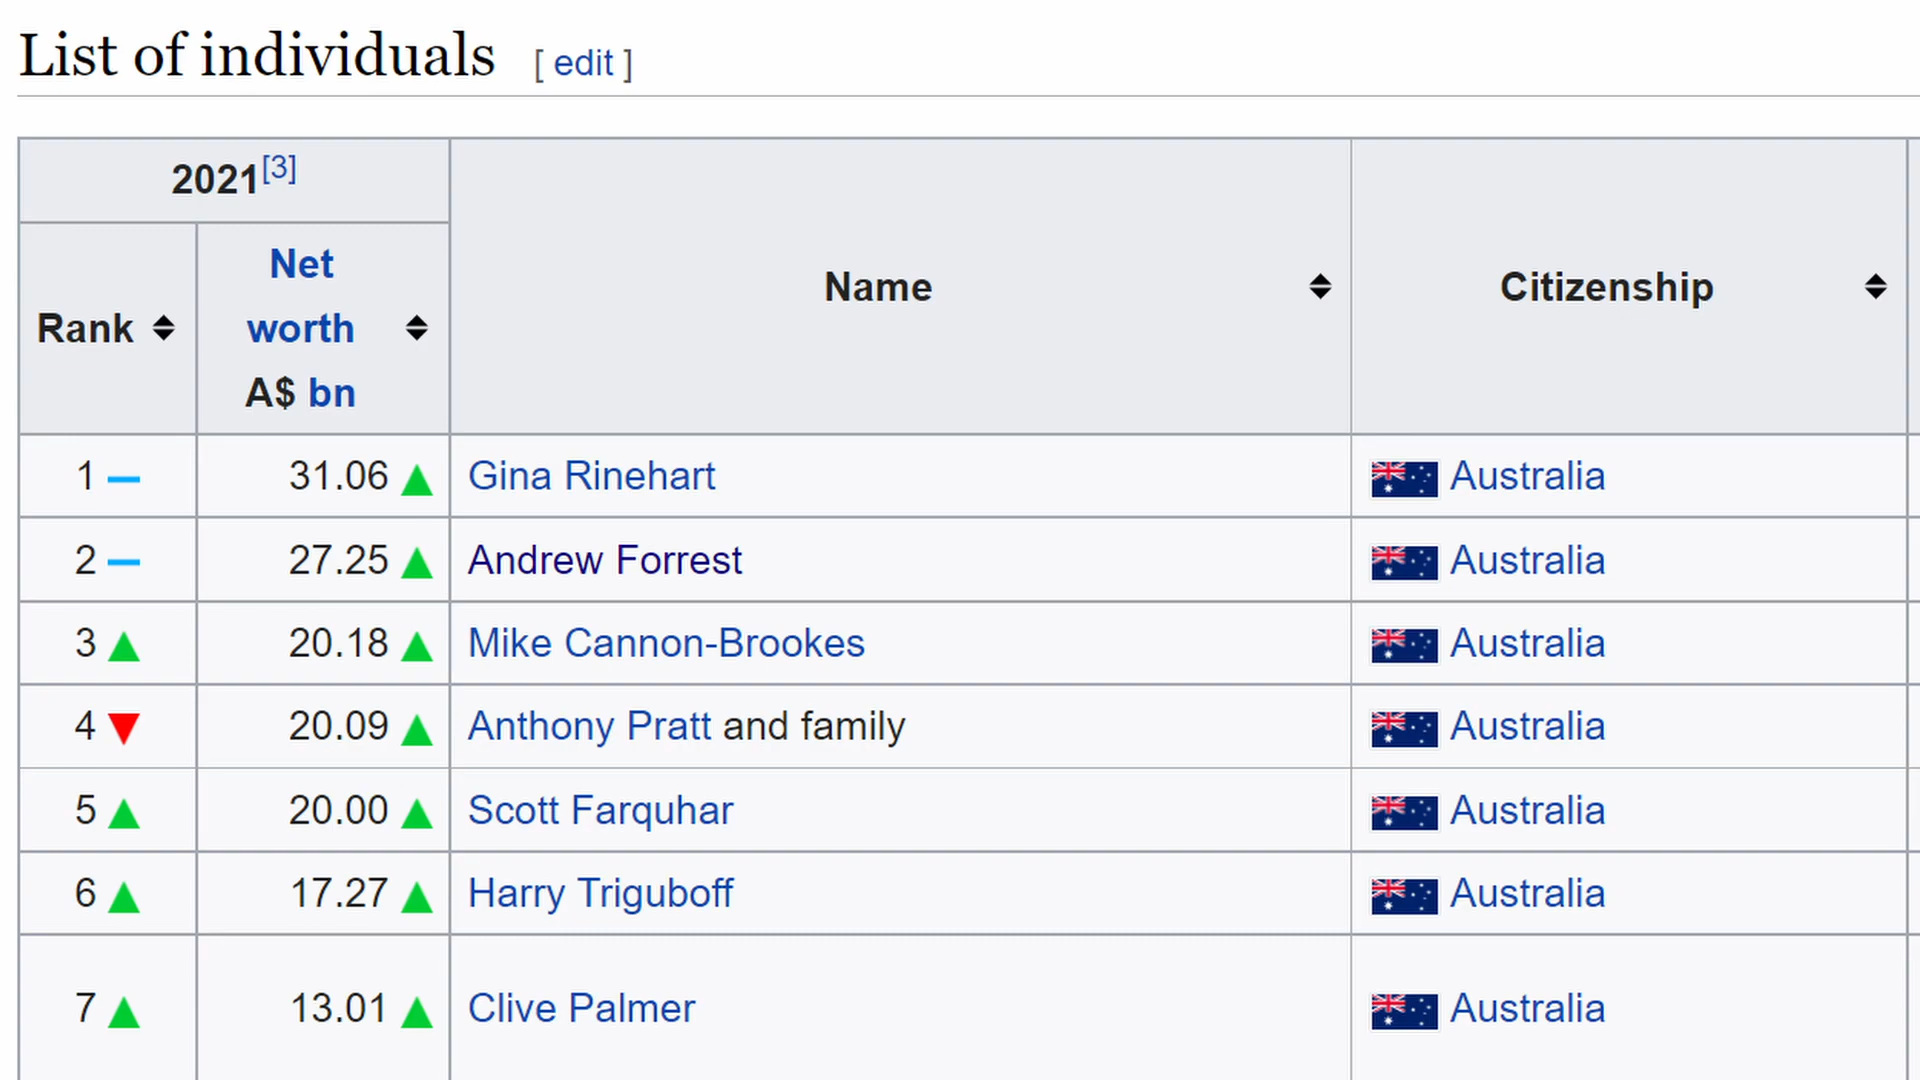 List of individuals [ edit ]
2021[3]
Rank
Net
worth
A$ bn
Name
Citizenship
1 31.06 Gina Rinehart Australia
2 27.25 Andrew Forrest Australia
3 20.18 Mike Cannon-Brookes Australia
4 20.09 Anthony Pratt and family Australia
5 20.00 Scott Farquhar Australia
6 17.27 Harry Triguboff Australia
7 13.01 Clive Palmer Australia